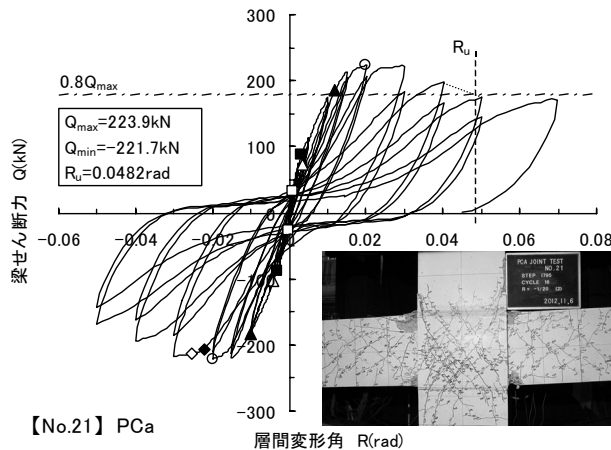 300
200
100
0
−100
−200
−300
−0.06
−0.04
−0.02
0.02
0.04
0.06
0.08
梁せん断力 Q(kN)
層間変形角 R(rad)
0.8Qmax
Ru
Qmax=223.9kN
Qmin=−221.7kN
Ru=0.0482rad
【No.21】PCa
PCA JOINT TEST
NO.21
STEP 1795
CYCLE 16
R= -1/20 (2)
2012.11.6